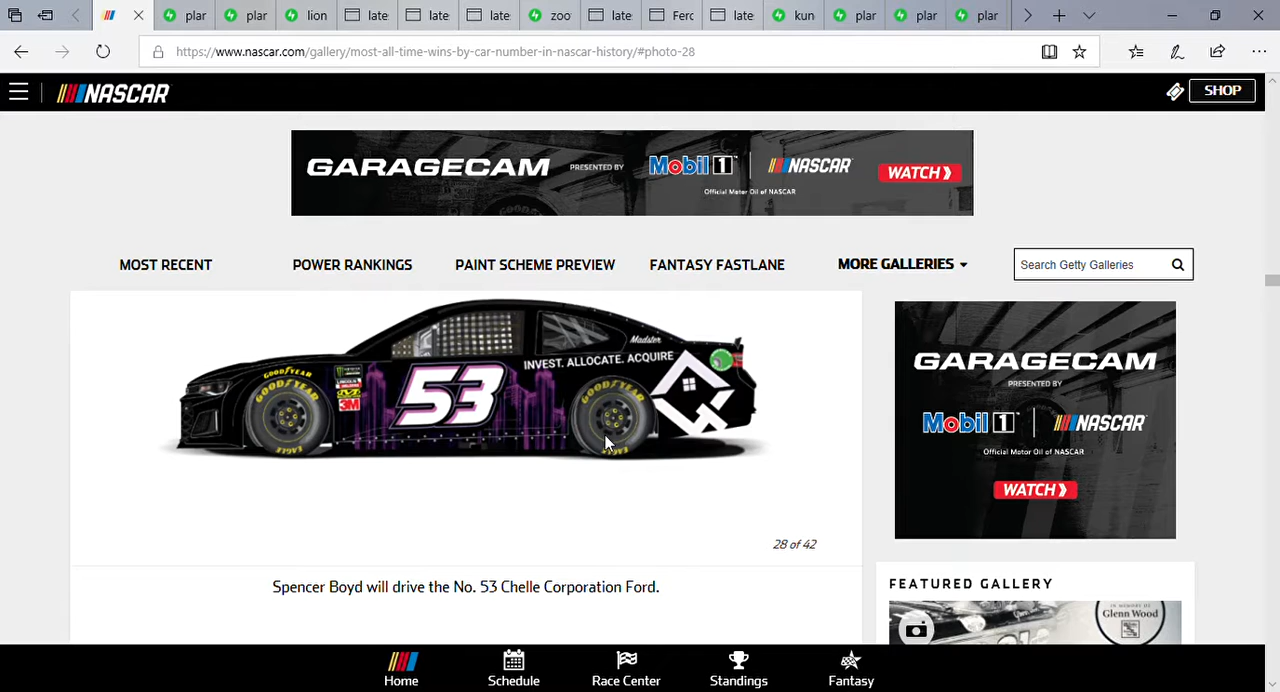 plar
plar
lion
late
late
late
zoo
late
Ferc
late
kun
plar
plar
plar
https://www.nascar.com/gallery/most-all-time-wins-by-car-number-in-nascar-history/#photo-28
NASCAR
SHOP
GARAGECAM PRESENTED BY Mobil 1 NASCAR WATCH
Official Motor Oil of NASCAR
MOST RECENT
POWER RANKINGS
PAINT SCHEME PREVIEW
FANTASY FASTLANE
MORE GALLERIES
Search Getty Galleries
Madster
INVEST. ALLOCATE. ACQUIRE
GOODYEAR
EAGLE
3M
53
GOODYEAR
EAGLE
28 of 42
Spencer Boyd will drive the No. 53 Chelle Corporation Ford.
GARAGECAM
PRESENTED BY
Mobil 1 NASCAR
Official Motor Oil of NASCAR
WATCH
FEATURED GALLERY
IN MEMORY OF
Glenn Wood
Home
Schedule
Race Center
Standings
Fantasy